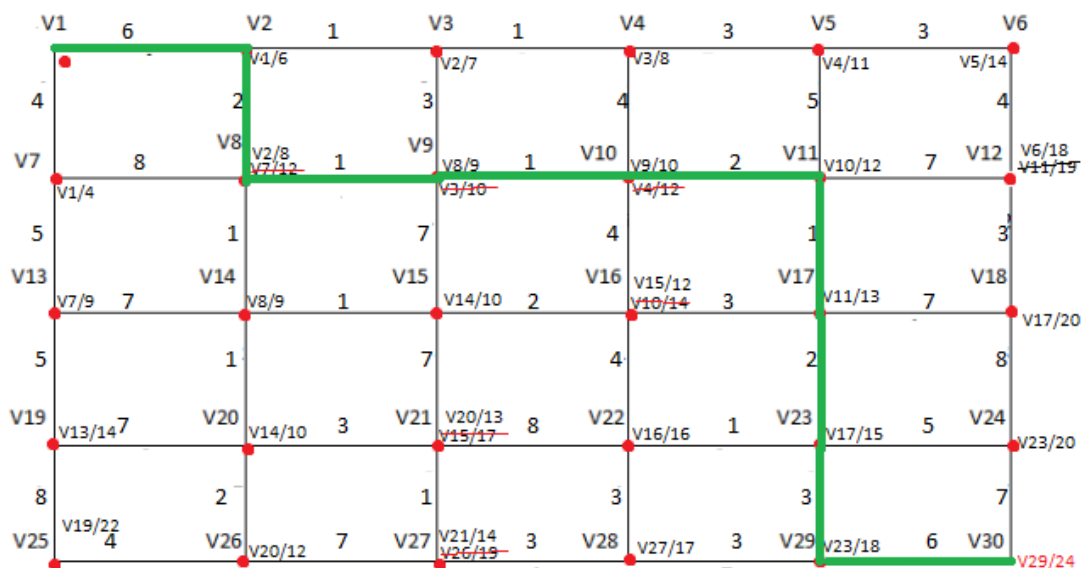 V1 6 V2 1 V3 1 V4 3 V5 3 V6
V1/6 V2/7 V3/8 V4/11 V5/14
4 2 3 4 5 4
V7 8 V8 V2/8 V7/12 1 V9 V8/9 1 V10 V9/10 2 V11 V10/12 7 V12 V6/18 V11/19
V1/4 V3/10 V4/12
5 1 7 4 1 3
V13 V14 V15 V16 V15/12 V17 V18
V7/9 7 V8/9 1 V14/10 2 V10/14 3 V11/13 7 V17/20
5 1 7 4 2 8
V19 V20 V21 V20/13 V22 V23 V24
V13/14 7 V14/10 3 V15/17 8 V16/16 1 V17/15 5 V23/20
8 2 1 3 3 7
V25 V19/22 4 V26 V20/12 7 V27 V21/14 V26/19 3 V28 V27/17 3 V29 V23/18 6 V30 V29/24